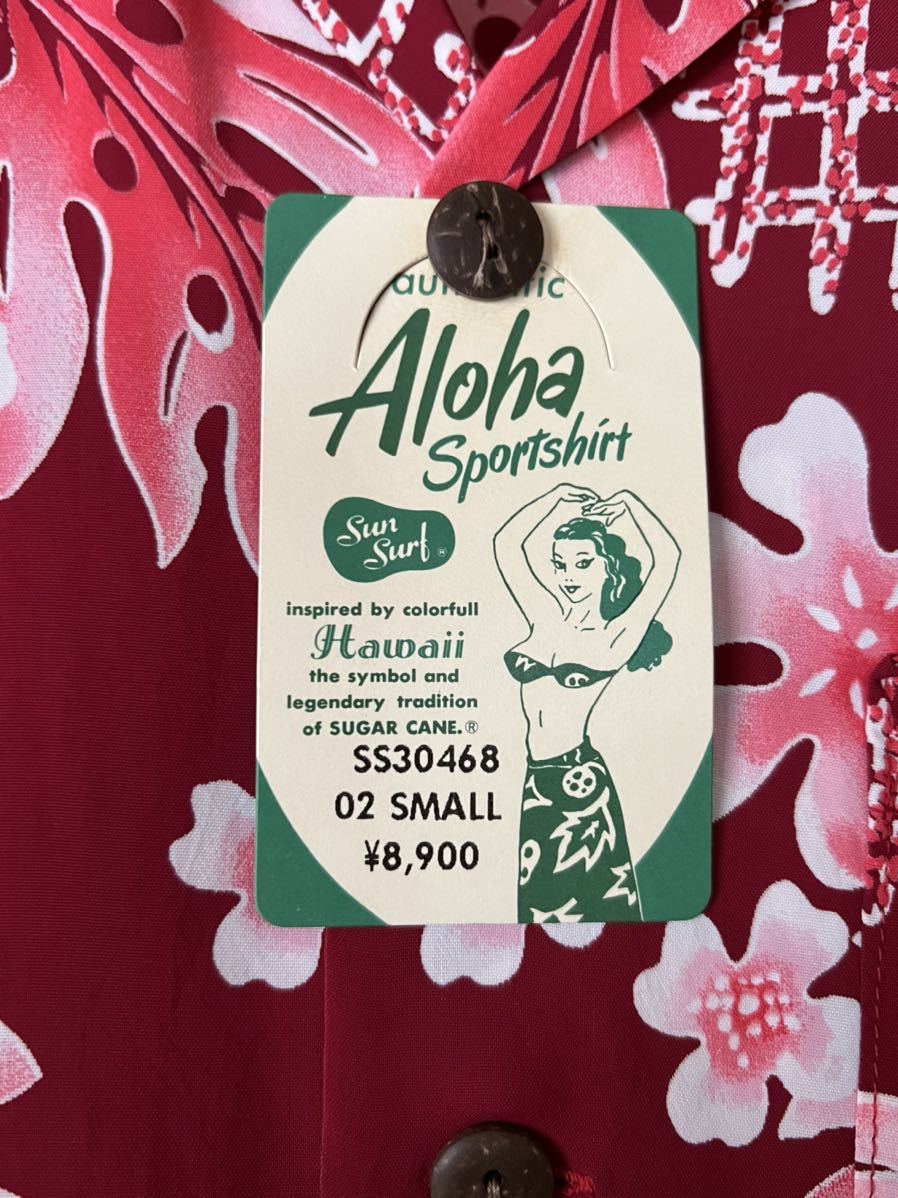 Aloha
Sportshirt
Sun
Surf ®
inspired by colorfull
Hawaii
the symbol and
legendary tradition
of SUGAR CANE.®
SS30468
02 SMALL
¥8,900